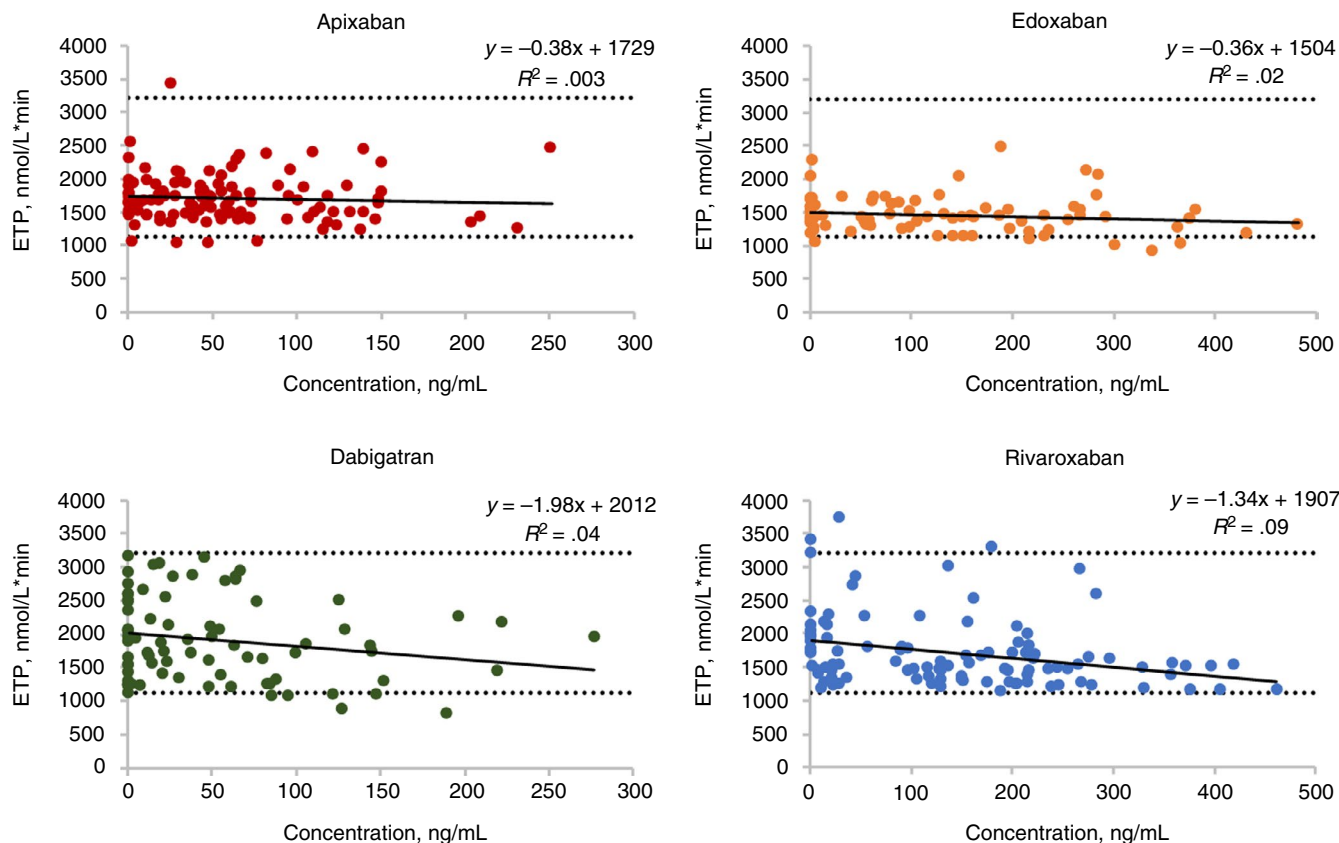 Apixaban
y = –0.38x + 1729
R² = .003
4000
3500
3000
2500
2000
1500
1000
500
0
ETP, nmol/L*min
0 50 100 150 200 250 300
Concentration, ng/mL
Edoxaban
y = –0.36x + 1504
R² = .02
4000
3500
3000
2500
2000
1500
1000
500
0
ETP, nmol/L*min
0 100 200 300 400 500
Concentration, ng/mL
Dabigatran
y = –1.98x + 2012
R² = .04
4000
3500
3000
2500
2000
1500
1000
500
0
ETP, nmol/L*min
0 50 100 150 200 250 300
Concentration, ng/mL
Rivaroxaban
y = –1.34x + 1907
R² = .09
4000
3500
3000
2500
2000
1500
1000
500
0
ETP, nmol/L*min
0 100 200 300 400 500
Concentration, ng/mL